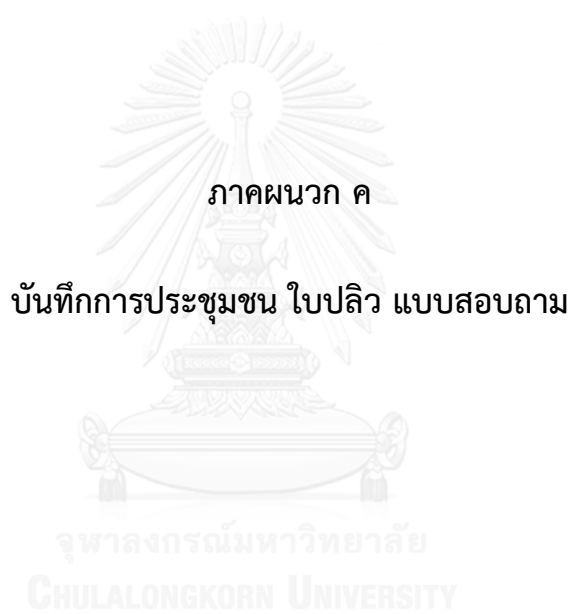 ภาคผนวก ค
บันทึกการประชุมชน ใบปลิว แบบสอบถาม
จุฬาลงกรณ์มหาวิทยาลัย
CHULALONGKORN UNIVERSITY